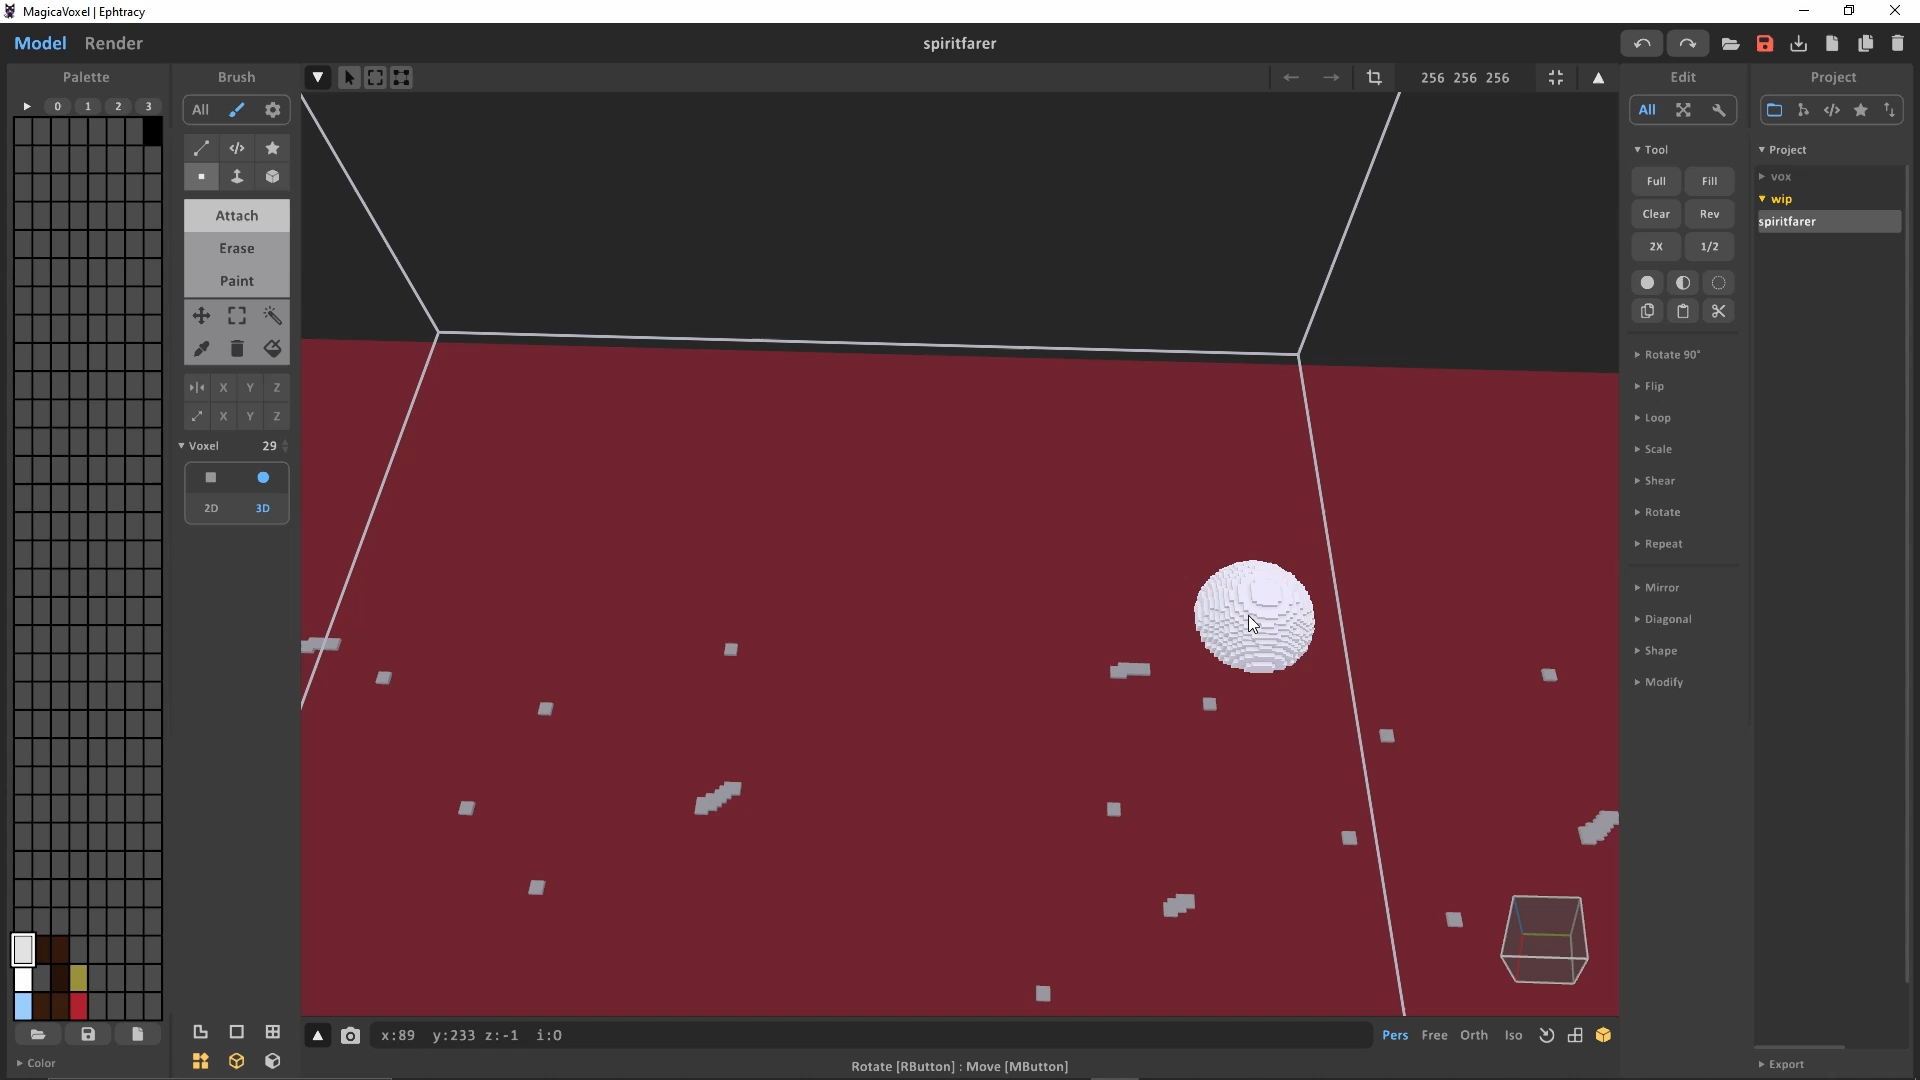 MagicaVoxel | Ephtracy
Model Render
spiritfarer
Palette
Brush
256 256 256
Edit
Project
0 1 2 3
All
All
Tool
Project
Full Fill
vox
Clear Rev
wip
Attach
spiritfarer
Erase
2X 1/2
Paint
Rotate 90°
X Y Z
Flip
X Y Z
Loop
Voxel 29
Scale
Shear
2D 3D
Rotate
Repeat
Mirror
Diagonal
Shape
Modify
x:89 y:233 z:-1 i:0
Pers Free Orth Iso
Color
Rotate [RButton] : Move [MButton]
Export